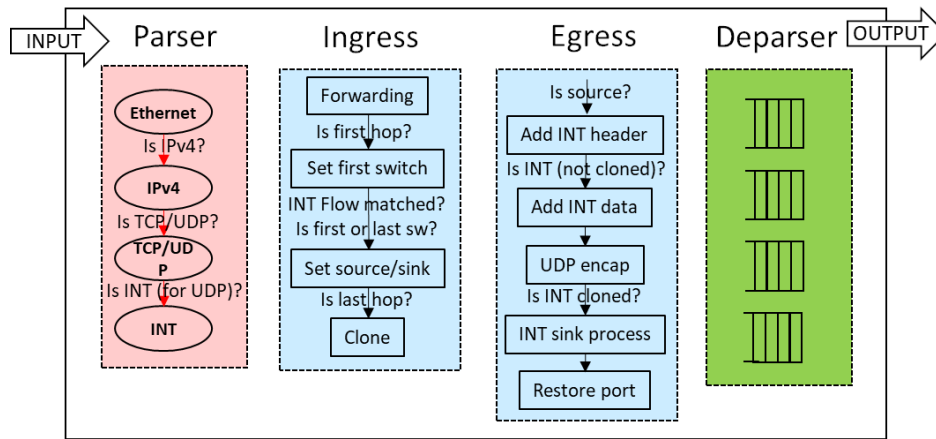 INPUT
Parser
Ethernet
Is IPv4?
IPv4
Is TCP/UDP?
TCP/UD
P
Is INT (for UDP)?
INT
Ingress
Forwarding
Is first hop?
Set first switch
INT Flow matched?
Is first or last sw?
Set source/sink
Is last hop?
Clone
Egress
Is source?
Add INT header
Is INT (not cloned)?
Add INT data
UDP encap
Is INT cloned?
INT sink process
Restore port
Deparser
OUTPUT